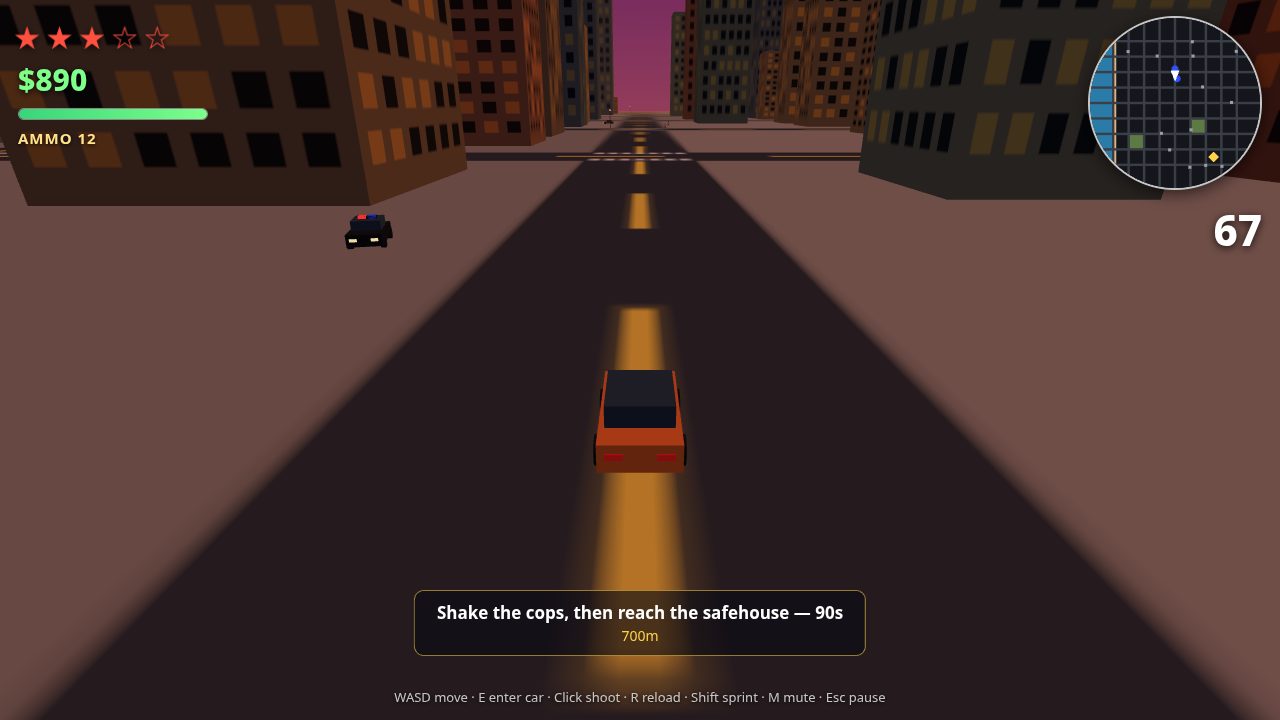 $890
AMMO 12
67
Shake the cops, then reach the safehouse — 90s
700m
WASD move · E enter car · Click shoot · R reload · Shift sprint · M mute · Esc pause